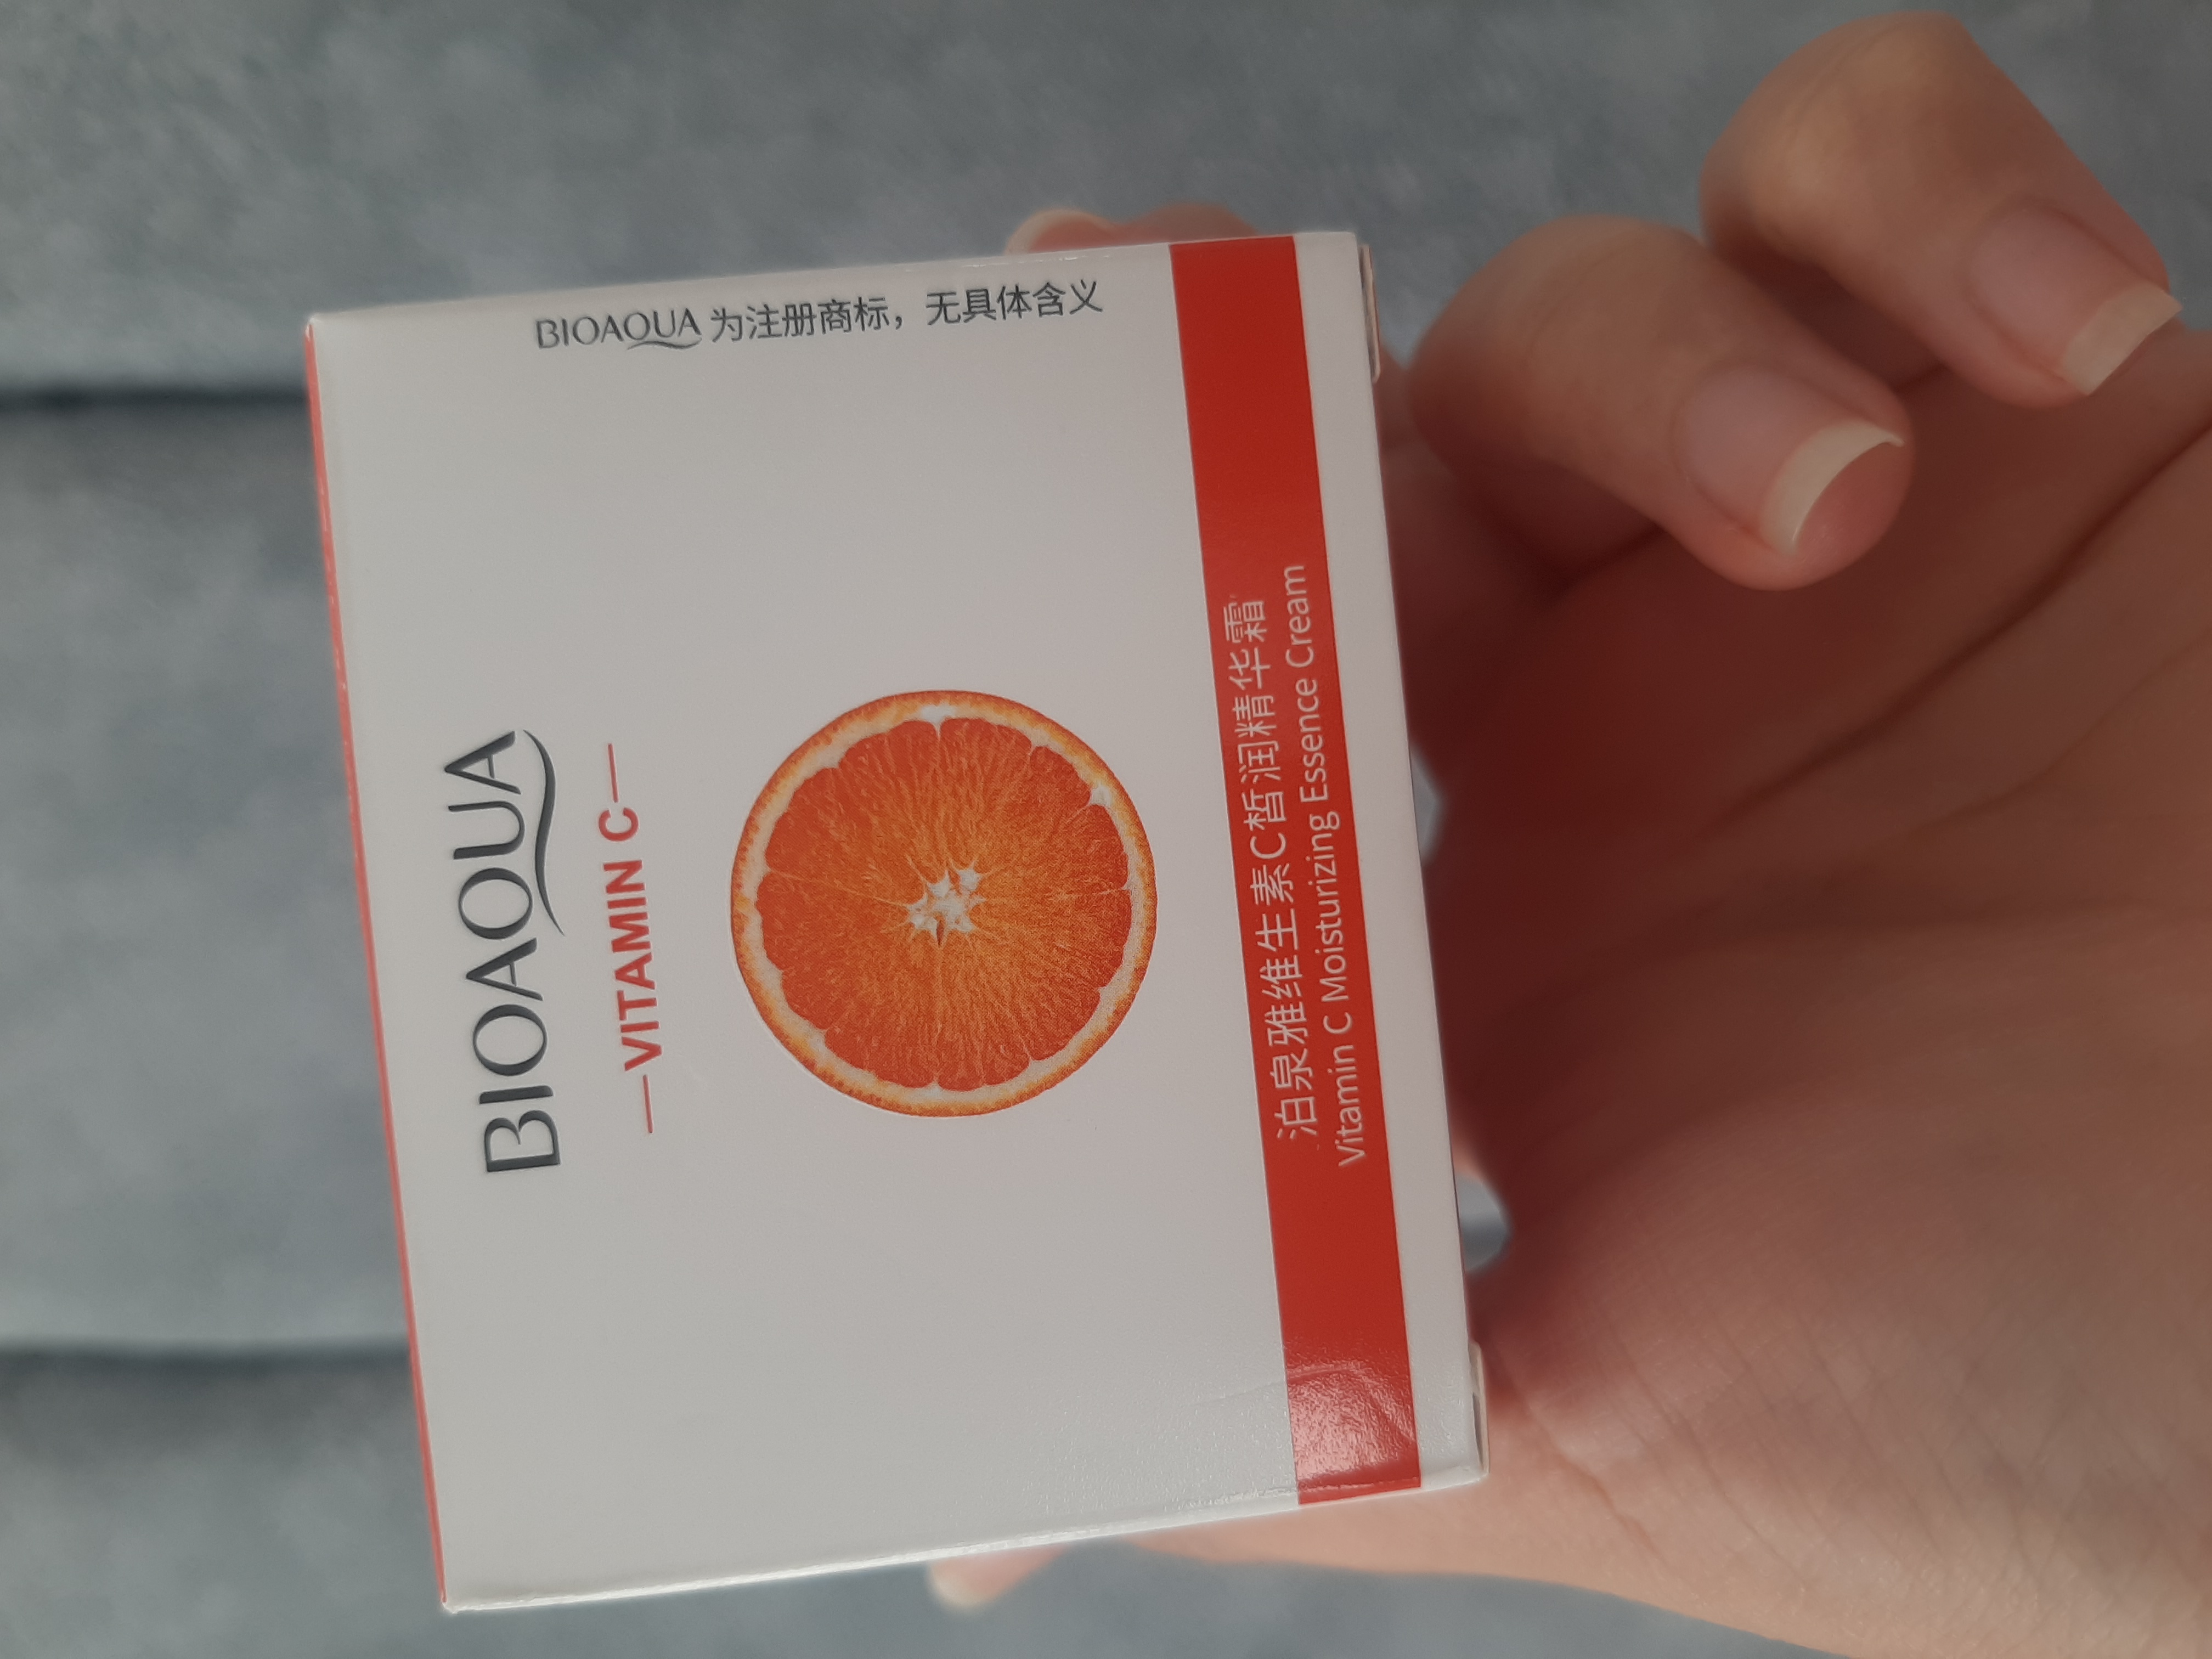 BIOAQUA 为注册商标，无具体含义
BIOAQUA
VITAMIN C
泊泉雅维生素C皙润精华霜
Vitamin C Moisturizing Essence Cream